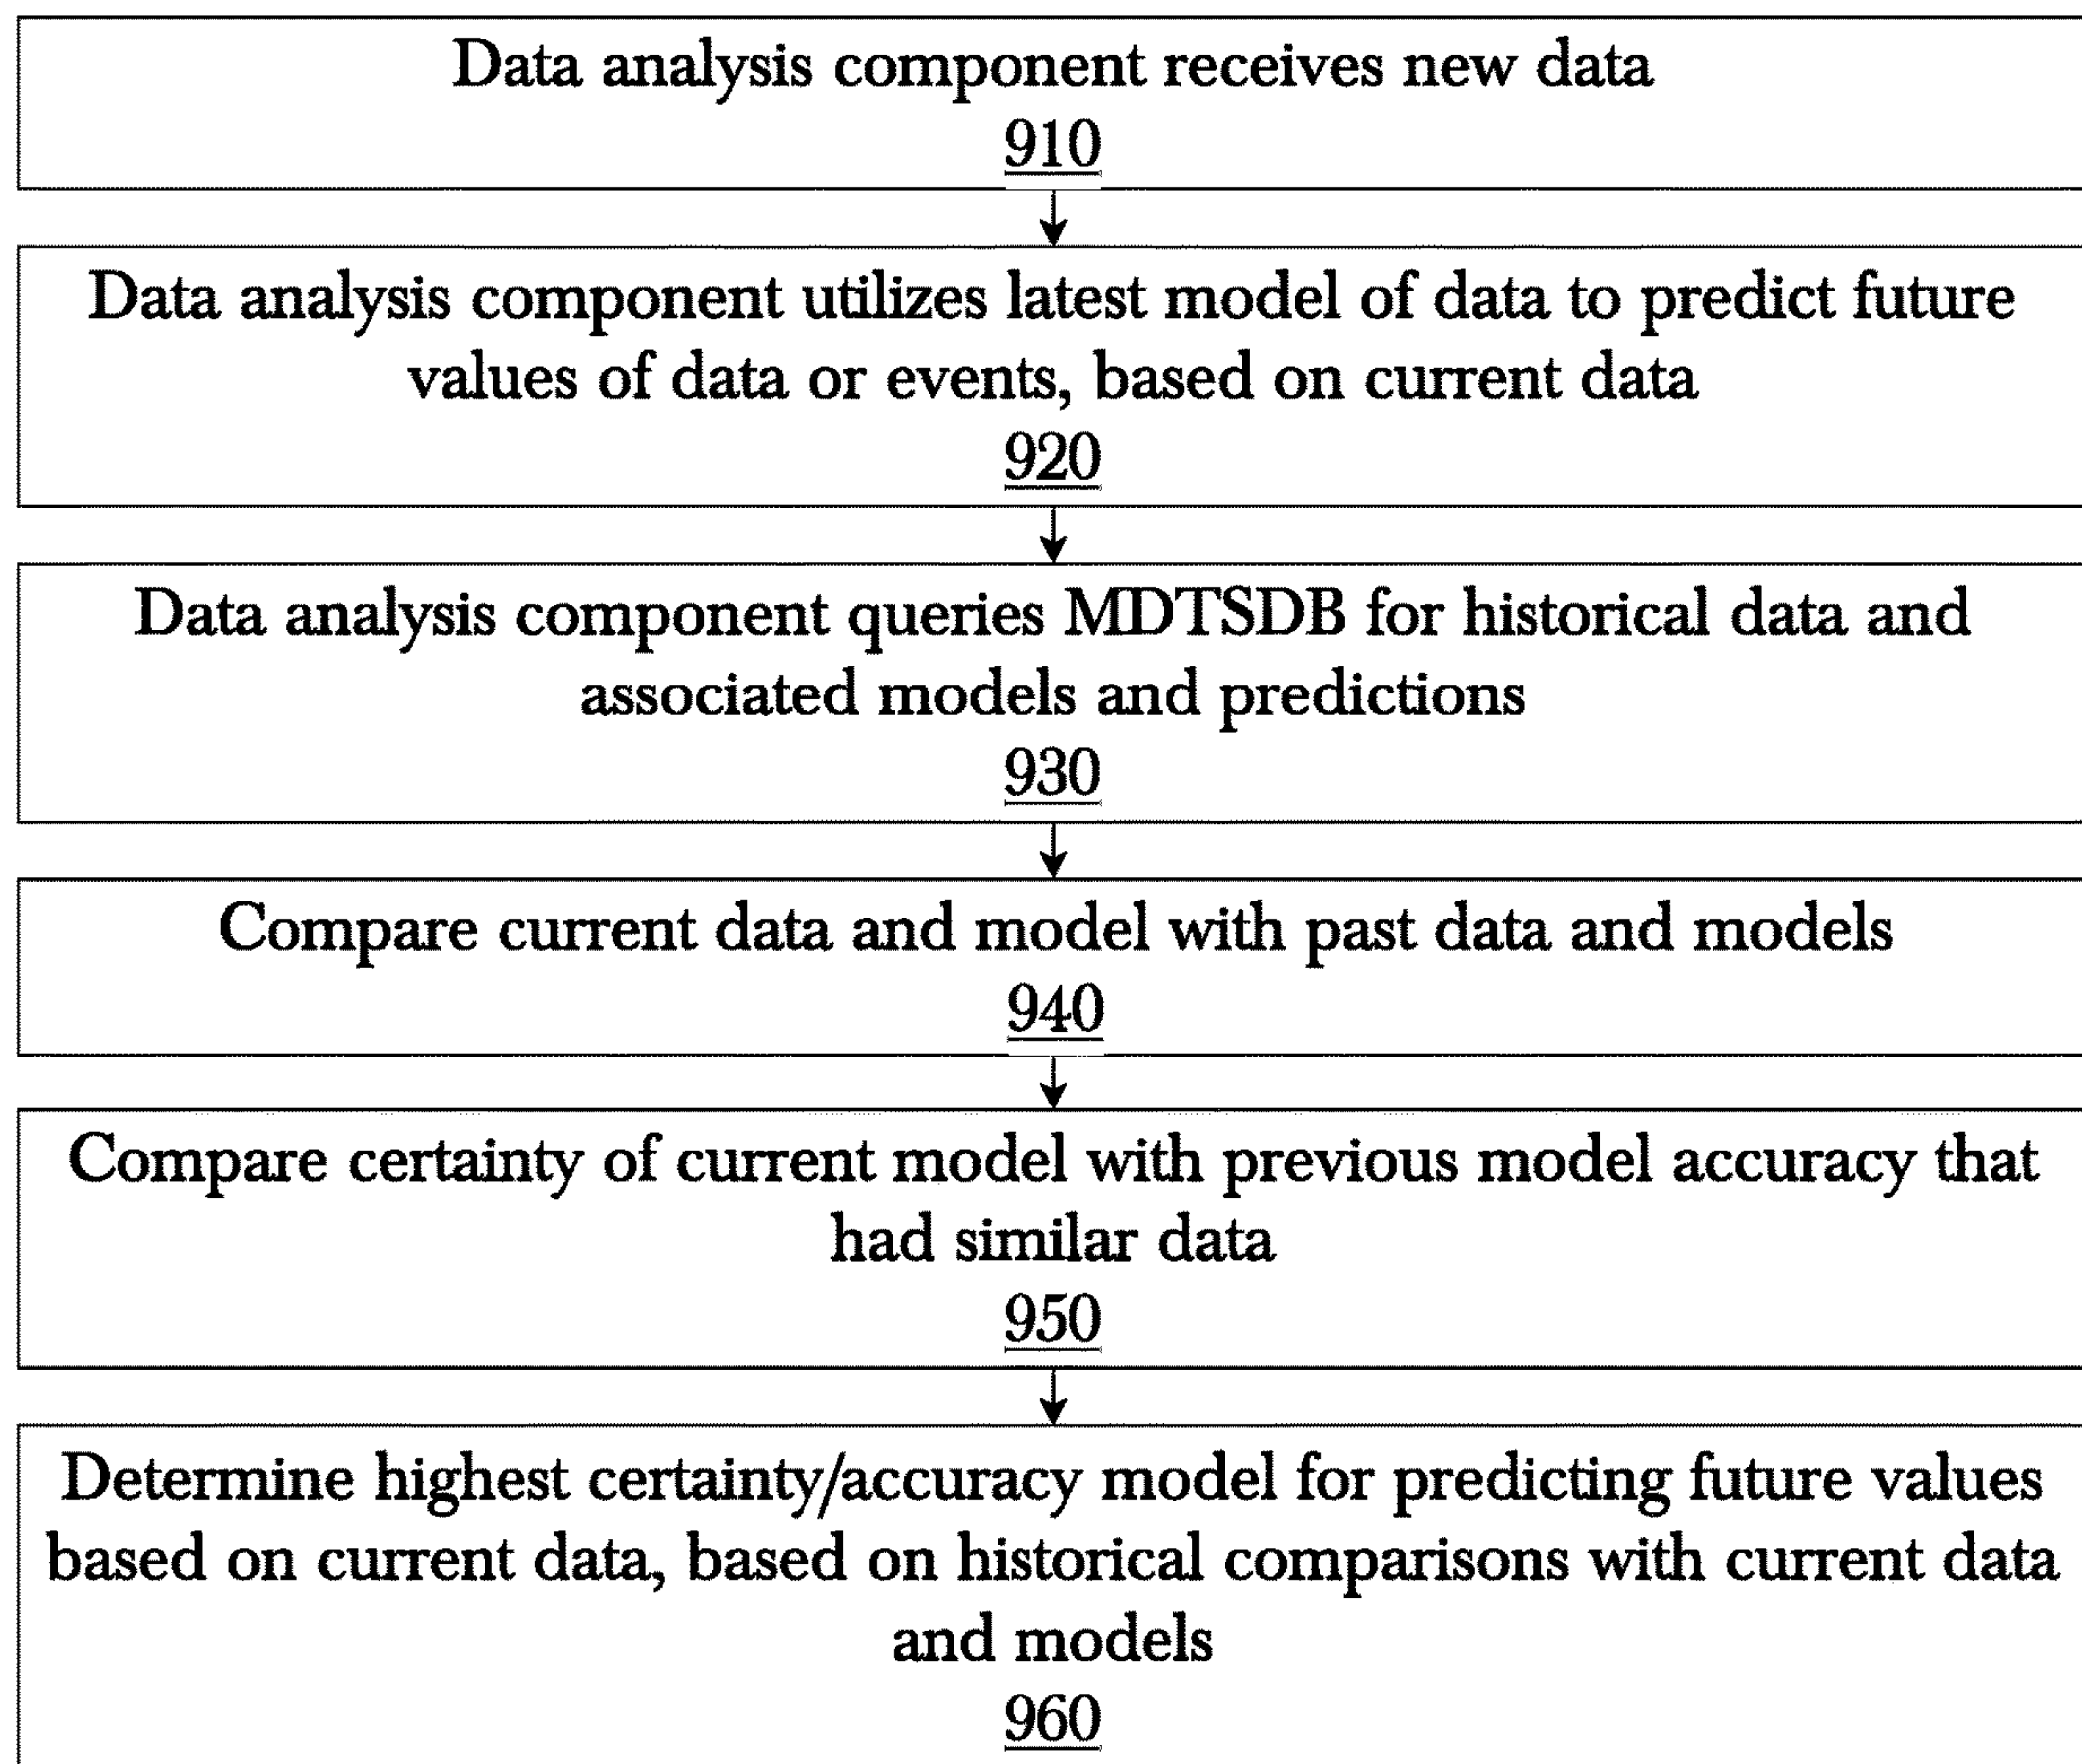 Data analysis component receives new data
910
Data analysis component utilizes latest model of data to predict future
values of data or events, based on current data
920
Data analysis component queries MDTSDB for historical data and
associated models and predictions
930
Compare current data and model with past data and models
940
Compare certainty of current model with previous model accuracy that
had similar data
950
Determine highest certainty/accuracy model for predicting future values
based on current data, based on historical comparisons with current data
and models
960